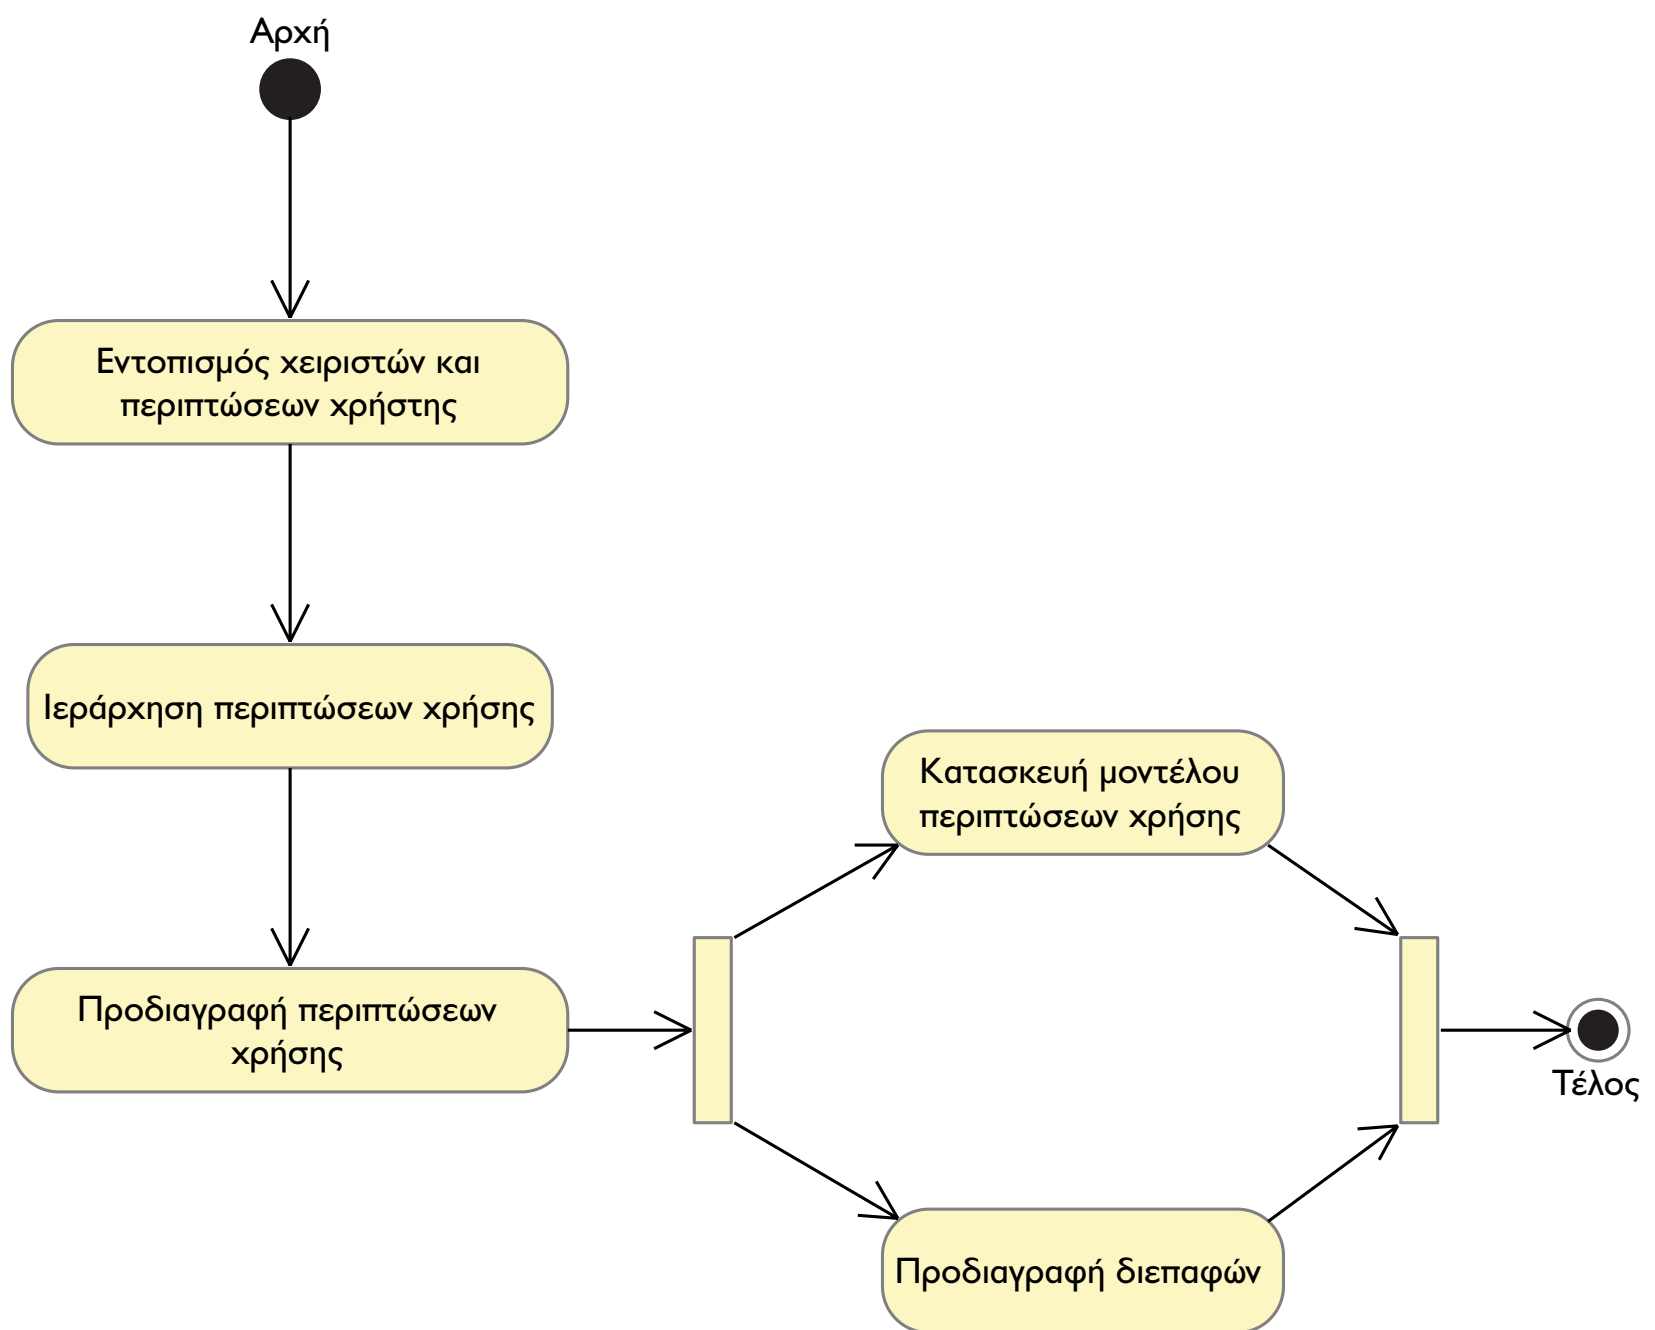 Αρχή
Εντοπισμός χειριστών και
περιπτώσεων χρήστης
Ιεράρχηση περιπτώσεων χρήσης
Προδιαγραφή περιπτώσεων
χρήσης
Κατασκευή μοντέλου
περιπτώσεων χρήσης
Προδιαγραφή διεπαφών
Τέλος